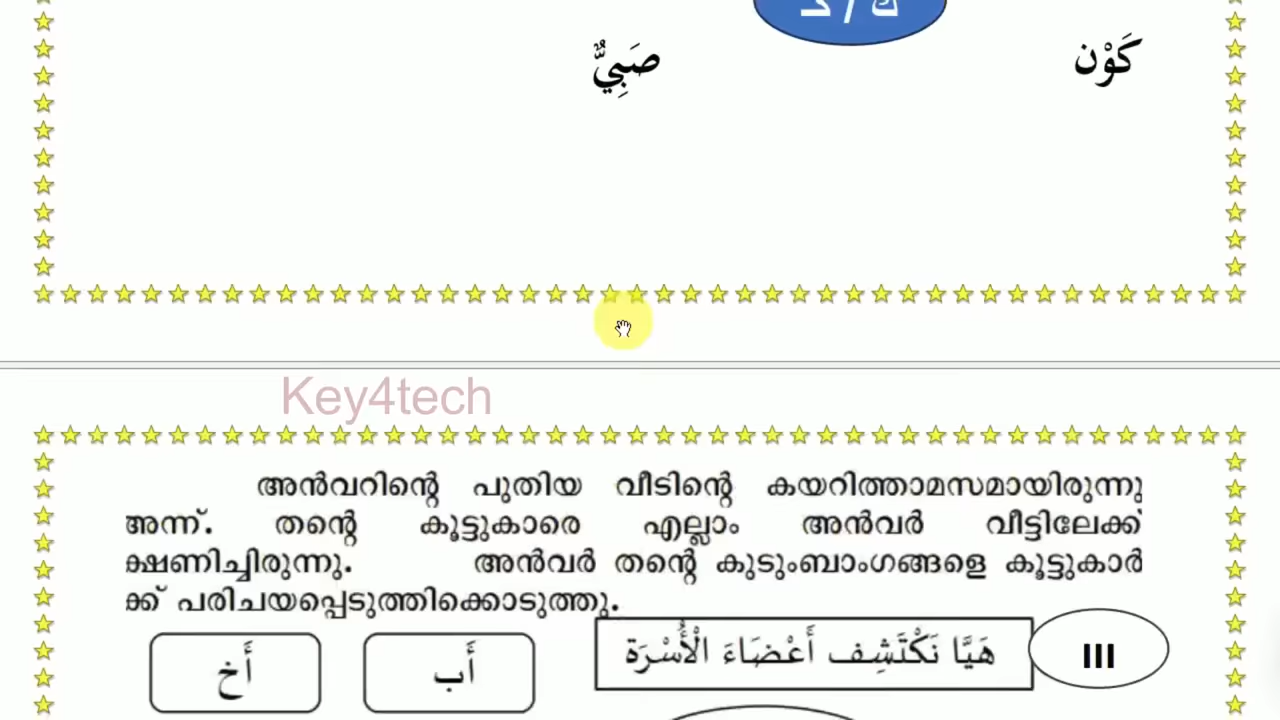 ك / ک
كَوْن صَبِيٌّ
Key4tech
അൻവറിന്റെ പുതിയ വീടിന്റെ കയറിത്താമസമായിരുന്നു
അന്ന്. തന്റെ കൂട്ടുകാരെ എല്ലാം അൻവർ വീട്ടിലേക്ക്
ക്ഷണിച്ചിരുന്നു. അൻവർ തന്റെ കുടുംബാംഗങ്ങളെ കൂട്ടുകാർ
ക്ക് പരിചയപ്പെടുത്തിക്കൊടുത്തു.
III هَيَّا نَكْتَشِف أَعْضَاءَ الْأُسْرَة
أَب أَخ